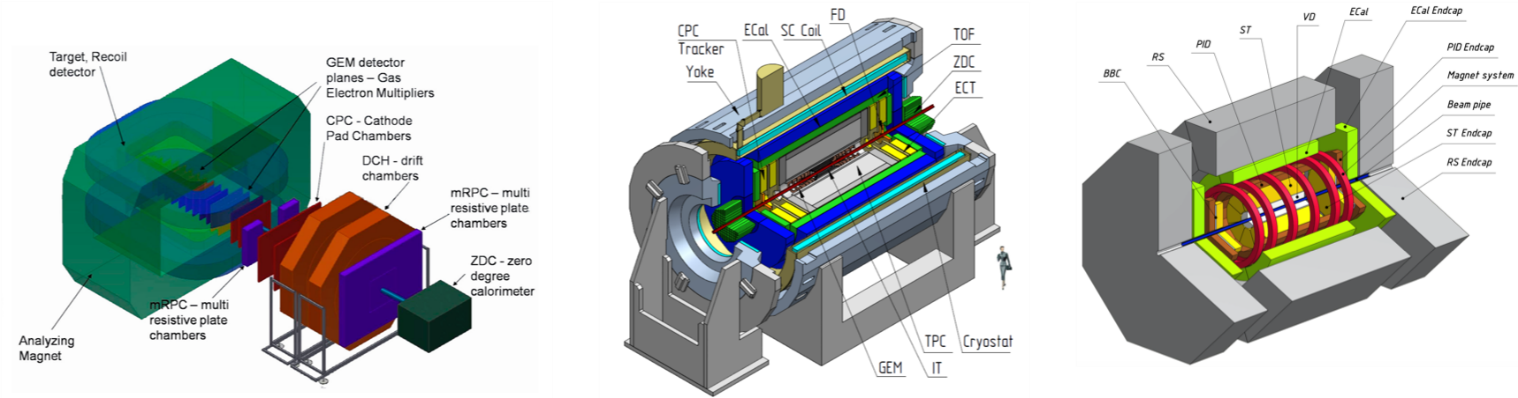 Target, Recoil
detector
GEM detector
planes – Gas
Electron Multipliers
CPC - Cathode
Pad Chambers
DCH - drift
chambers
mRPC – multi
resistive plate
chambers
ZDC - zero
degree
calorimeter
mRPC – multi
resistive plate
chambers
Analyzing
Magnet
CPC
Tracker
Yoke
ECal
SC Coil
FD
TOF
ZDC
ECT
TPC
Cryostat
GEM
IT
BBC
RS
PID
ST
VD
ECal
ECal Endcap
PID Endcap
Magnet system
Beam pipe
ST Endcap
RS Endcap